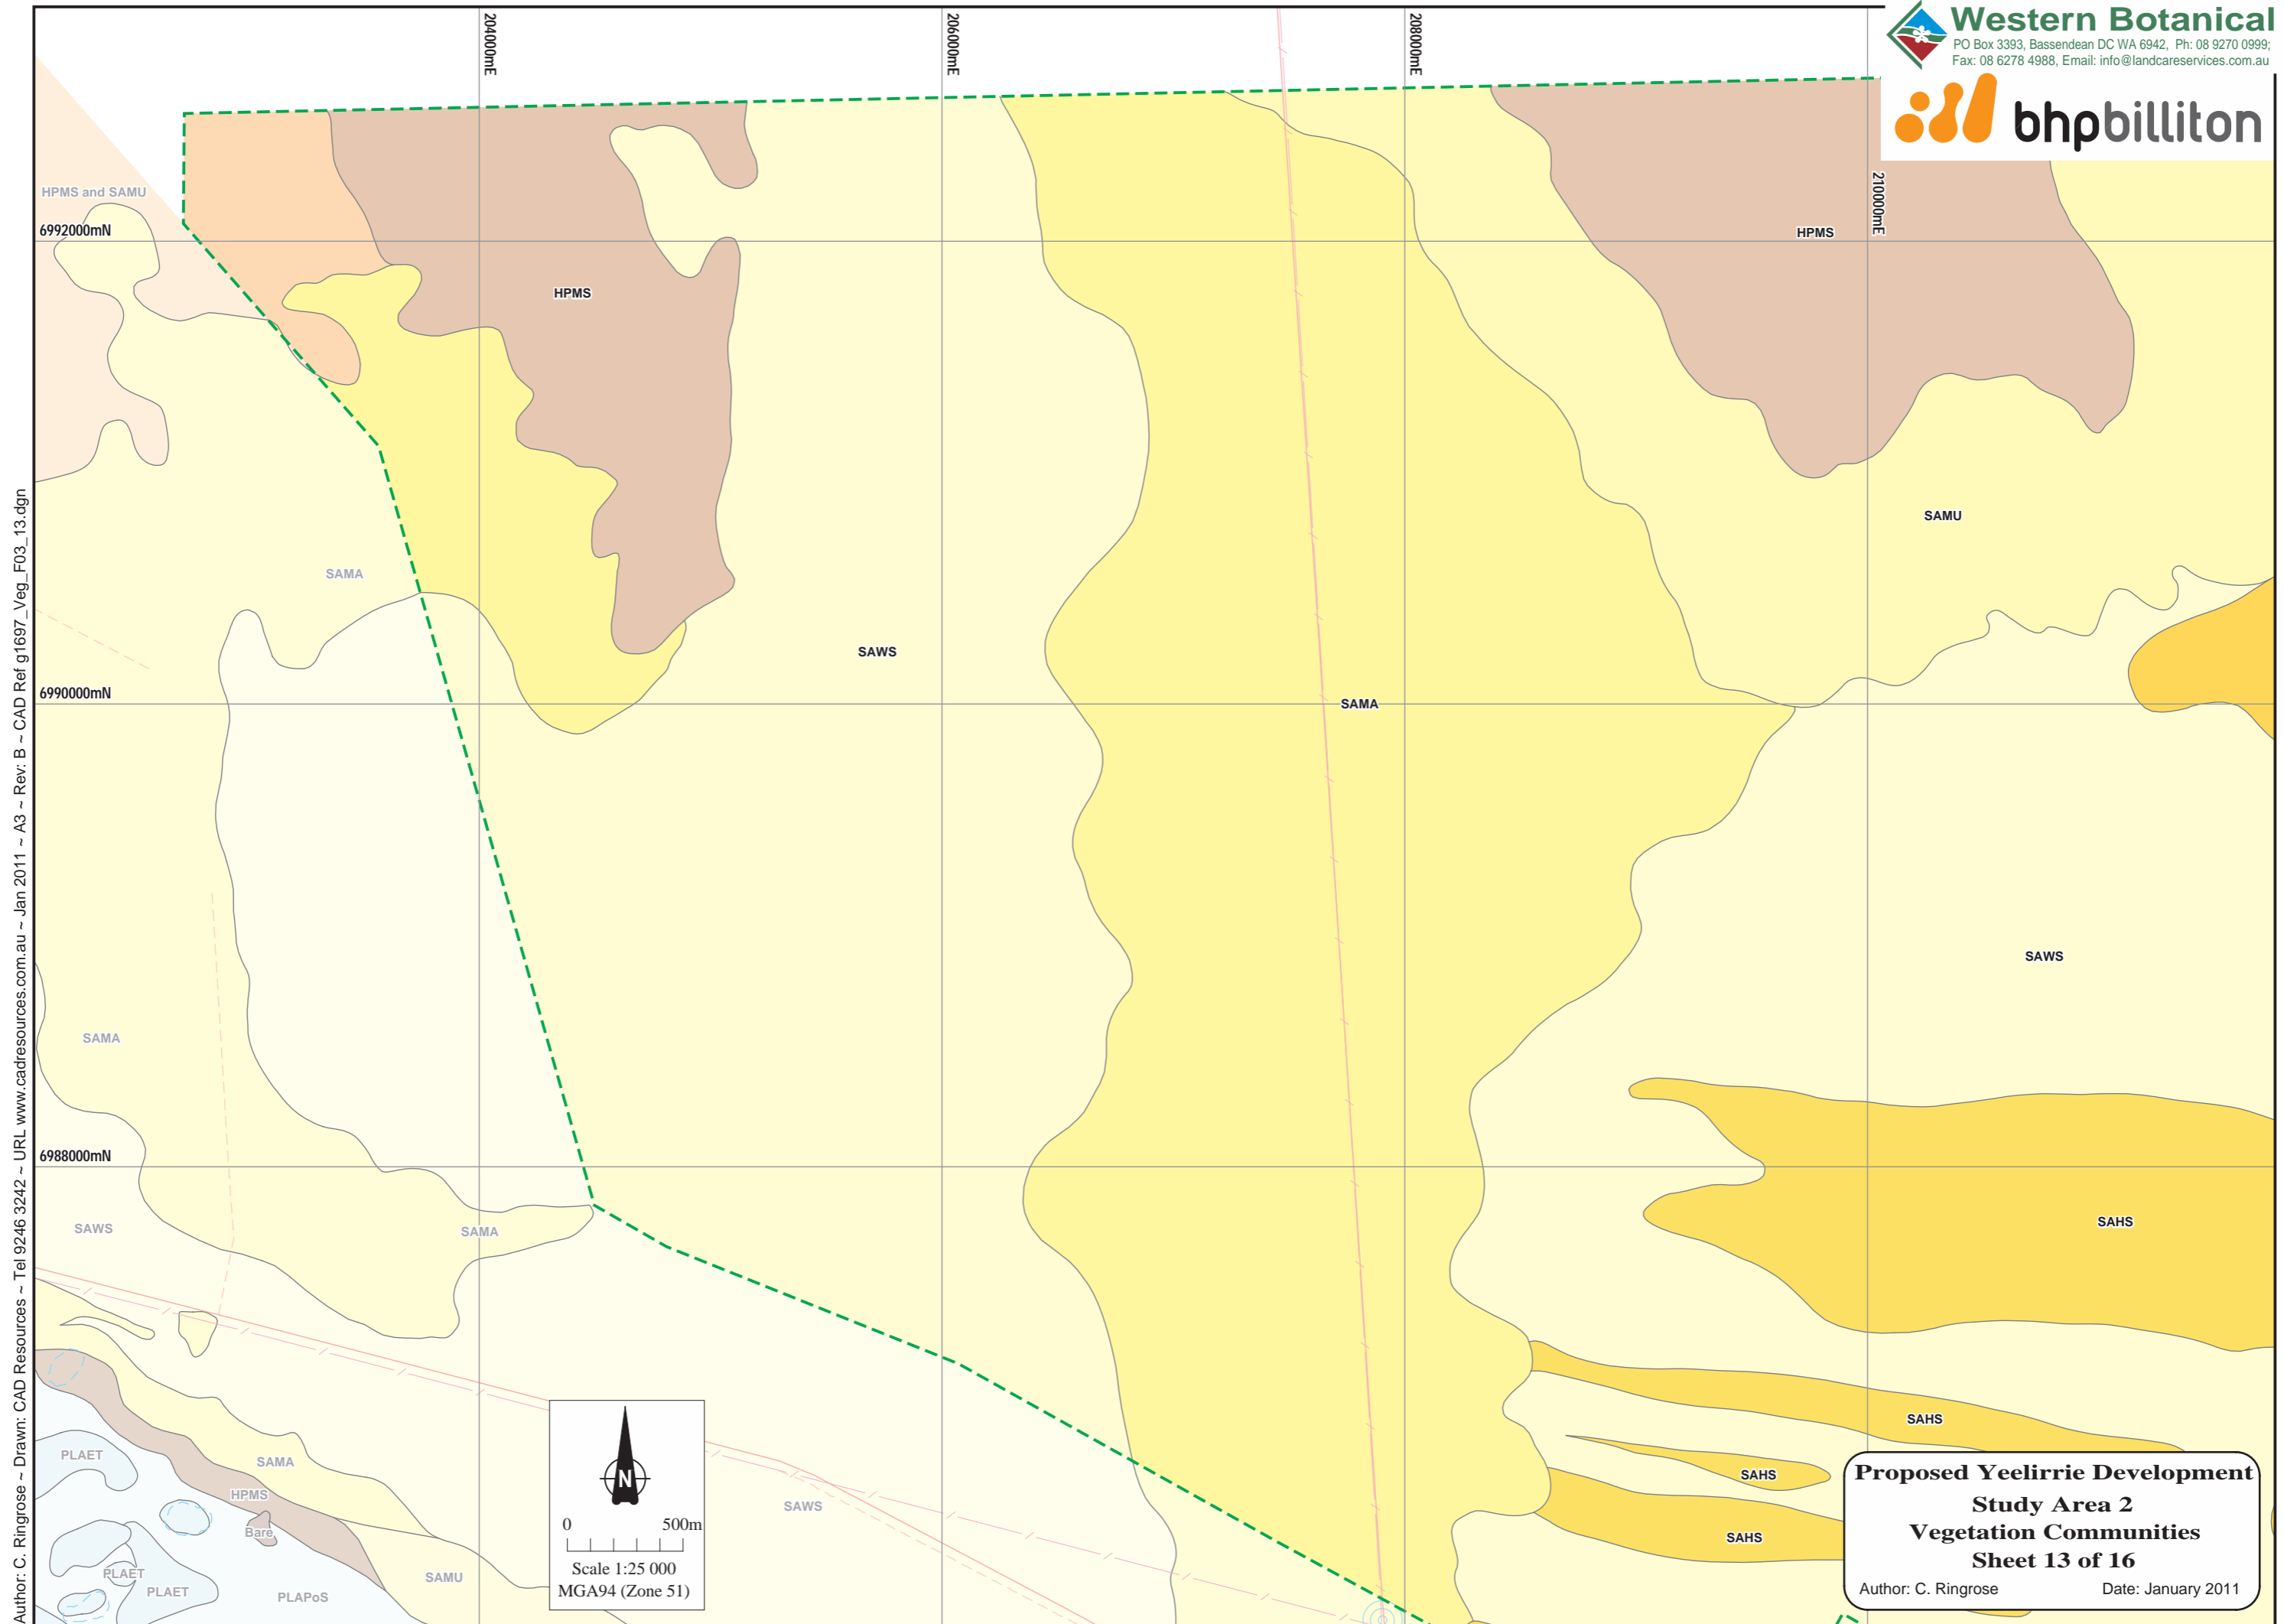 Western Botanical
PO Box 3393, Bassendean DC WA 6942, Ph: 08 9270 0999;
Fax: 08 6278 4988, Email: info@landcareservices.com.au
bhpbilliton
204000mE
206000mE
208000mE
210000mE
HPMS and SAMU
6992000mN
HPMS
HPMS
SAMU
SAMA
SAWS
6990000mN
SAMA
SAWS
SAMA
6988000mN
SAWS
SAMA
SAHS
SAHS
PLAET
SAMA
SAHS
HPMS
SAWS
Bare
SAHS
PLAET
PLAET
SAMU
PLAPoS
N
0 500m
Scale 1:25 000
MGA94 (Zone 51)
Proposed Yeelirrie Development
Study Area 2
Vegetation Communities
Sheet 13 of 16
Author: C. Ringrose Date: January 2011
Author: C. Ringrose ~ Drawn: CAD Resources ~ Tel 9246 3242 ~ URL www.cadresources.com.au ~ Jan 2011 ~ A3 ~ Rev: B ~ CAD Ref g1697_Veg_F03_13.dgn